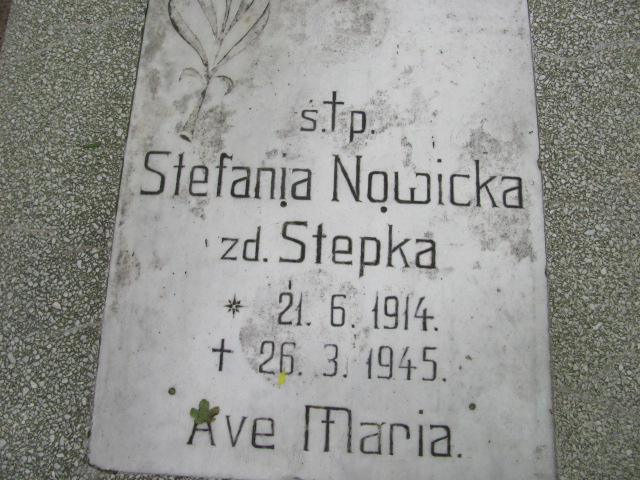 ś.†p.
Stefania Nowicka
zd. Stepka
* 21. 6. 1914.
† 26. 3. 1945.
Ave Maria.